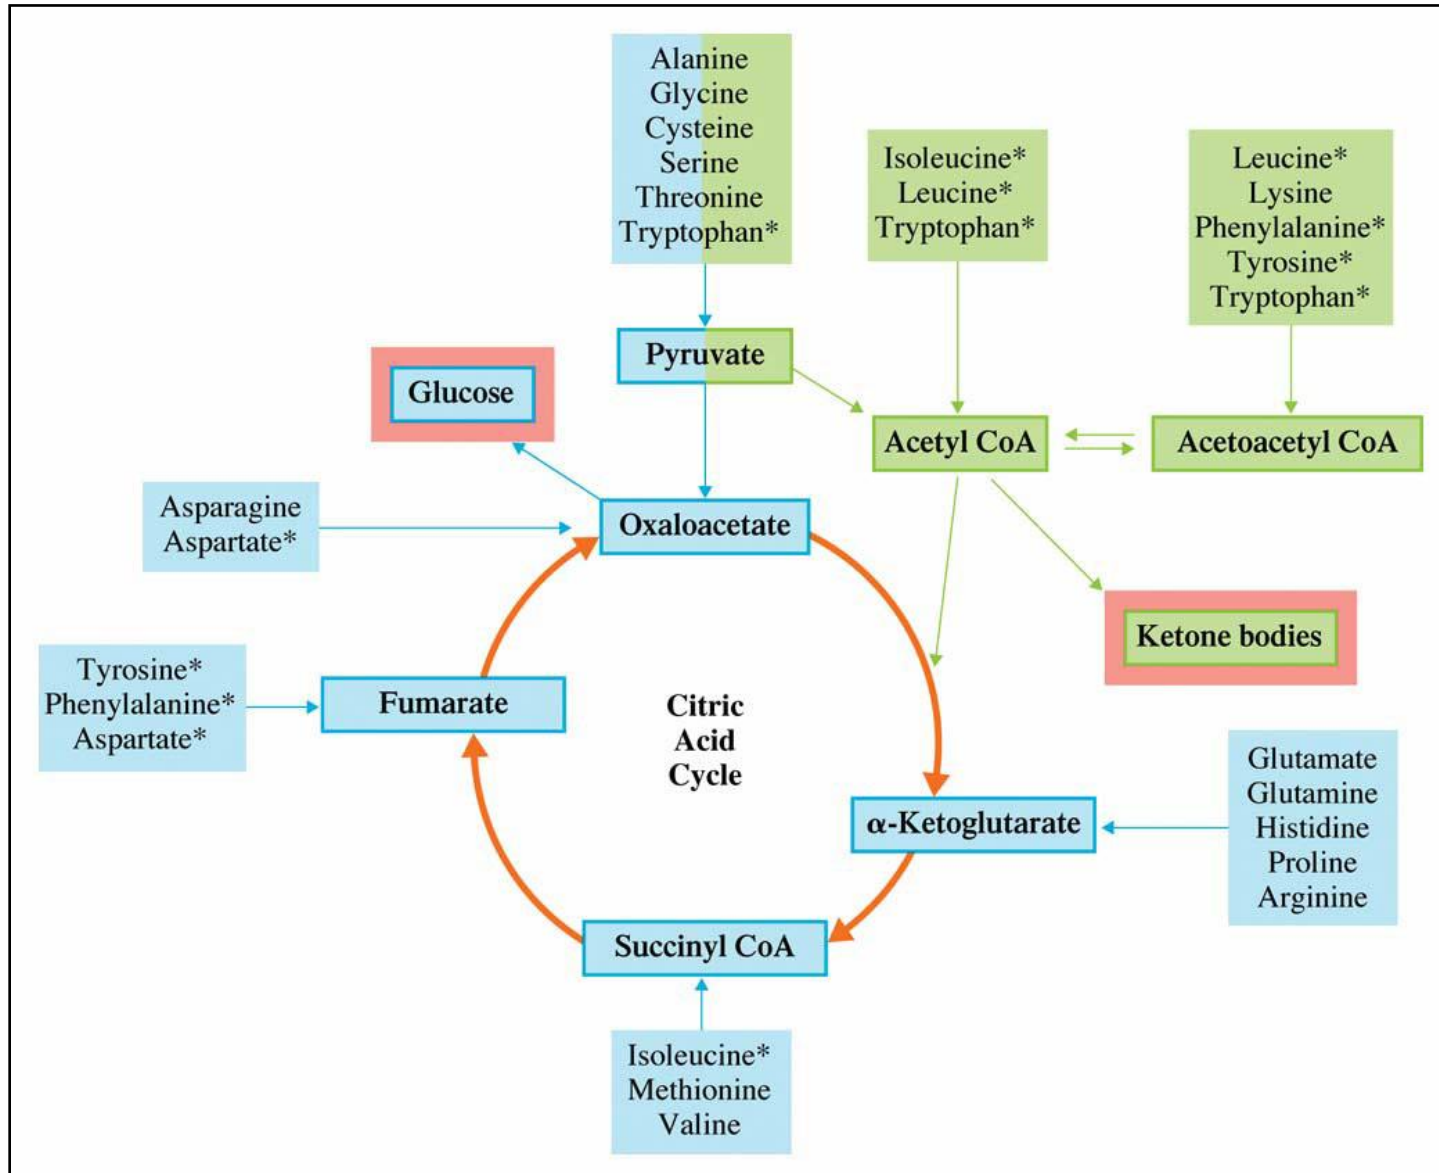 Alanine
Glycine
Cysteine
Serine
Threonine
Tryptophan*
Isoleucine*
Leucine*
Tryptophan*
Leucine*
Lysine
Phenylalanine*
Tyrosine*
Tryptophan*
Pyruvate
Glucose
Acetyl CoA
Acetoacetyl CoA
Asparagine
Aspartate*
Oxaloacetate
Ketone bodies
Tyrosine*
Phenylalanine*
Aspartate*
Fumarate
Citric
Acid
Cycle
α-Ketoglutarate
Glutamate
Glutamine
Histidine
Proline
Arginine
Succinyl CoA
Isoleucine*
Methionine
Valine